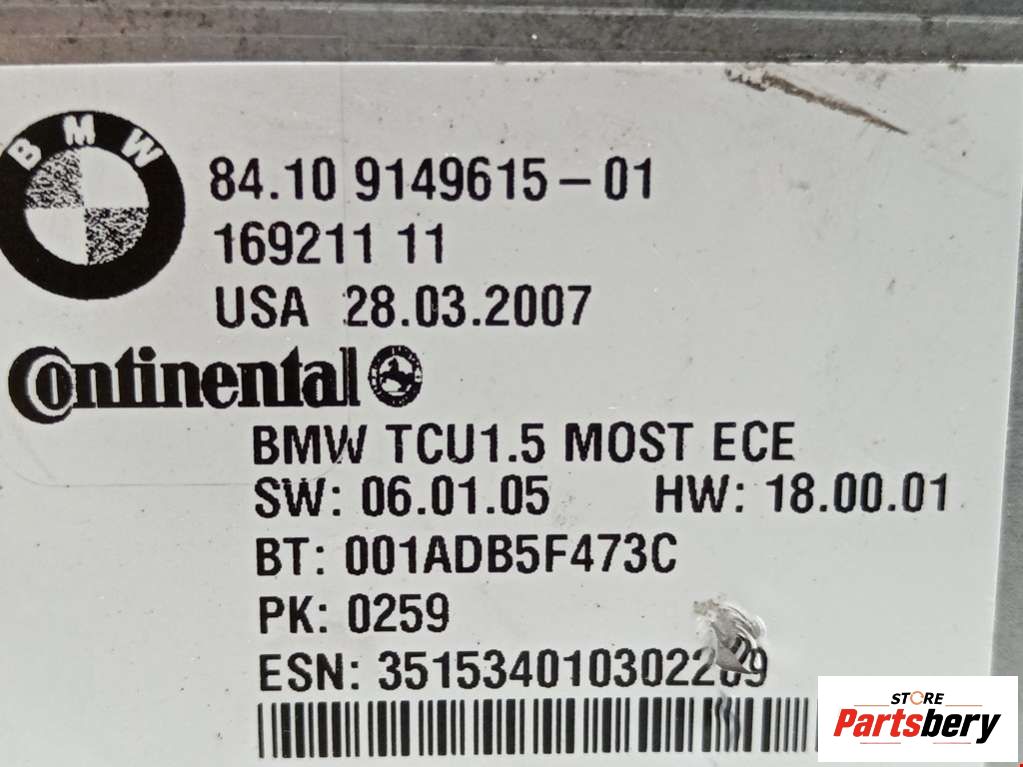 BMW
84.10 9149615-01
169211 11
USA 28.03.2007
Continental
BMW TCU1.5 MOST ECE
SW: 06.01.05 HW: 18.00.01
BT: 001ADB5F473C
PK: 0259
ESN:
STORE
Partsbery